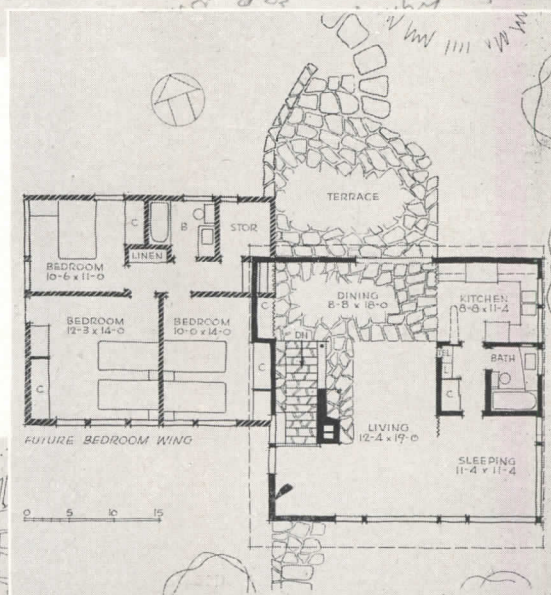 TERRACE
C
B
STOR
LINEN
BEDROOM
10-6 x 11-0
DINING
8-8 x 18-0
KITCHEN
8-8 x 11-4
C
BEDROOM
12-3 x 14-0
BEDROOM
10-0 x 14-0
DN
BATH
L
C
C
C
LIVING
12-4 x 19-0
FUTURE BEDROOM WING
SLEEPING
11-4 x 11-4
0 5 10 15